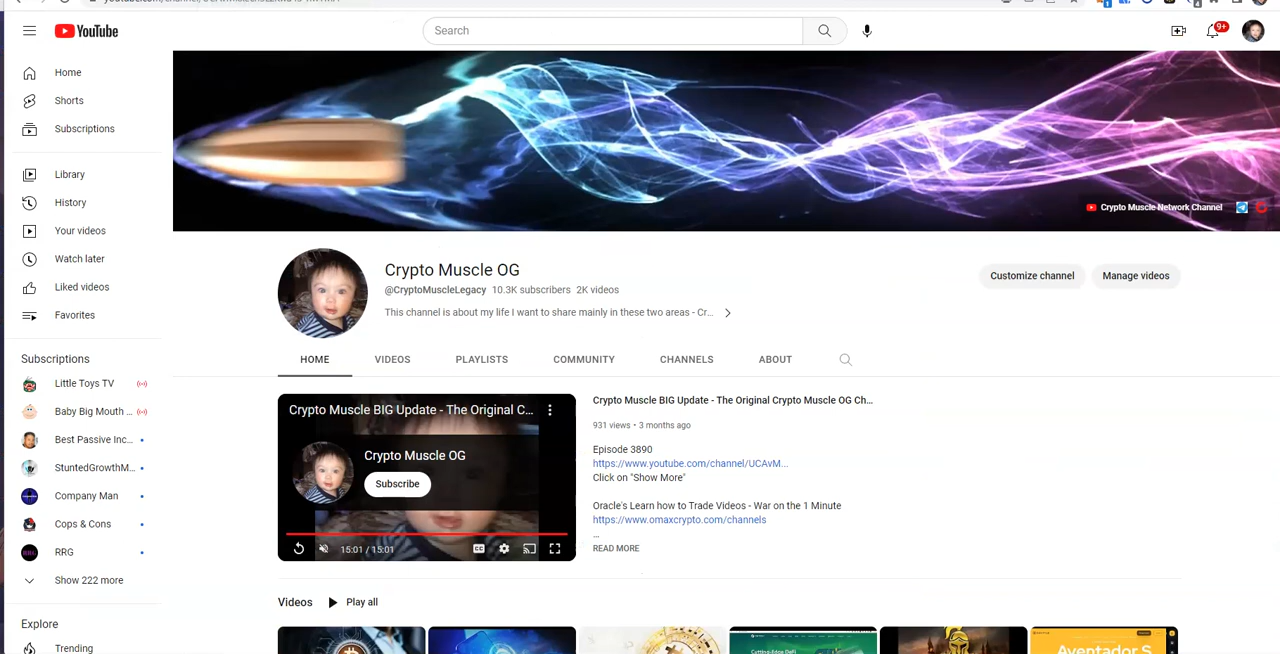 YouTube
Search
9+
Home
Shorts
Subscriptions
Library
History
Your videos
Watch later
Liked videos
Favorites
Subscriptions
Little Toys TV
Baby Big Mouth ...
Best Passive Inc...
StuntedGrowthM...
Company Man
Cops & Cons
RRG
Show 222 more
Explore
Trending
Crypto Muscle Network Channel
Crypto Muscle OG
@CryptoMuscleLegacy 10.3K subscribers 2K videos
This channel is about my life I want to share mainly in these two areas - Cr...
Customize channel
Manage videos
HOME
VIDEOS
PLAYLISTS
COMMUNITY
CHANNELS
ABOUT
Crypto Muscle BIG Update - The Original C...
Crypto Muscle OG
Subscribe
15:01 / 15:01
Crypto Muscle BIG Update - The Original Crypto Muscle OG Ch...
931 views • 3 months ago
Episode 3890
https://www.youtube.com/channel/UCAvM...
Click on "Show More"
Oracle's Learn how to Trade Videos - War on the 1 Minute
https://www.omaxcrypto.com/channels
...
READ MORE
Videos
Play all
Cutting-Edge DeFi
Aventador S